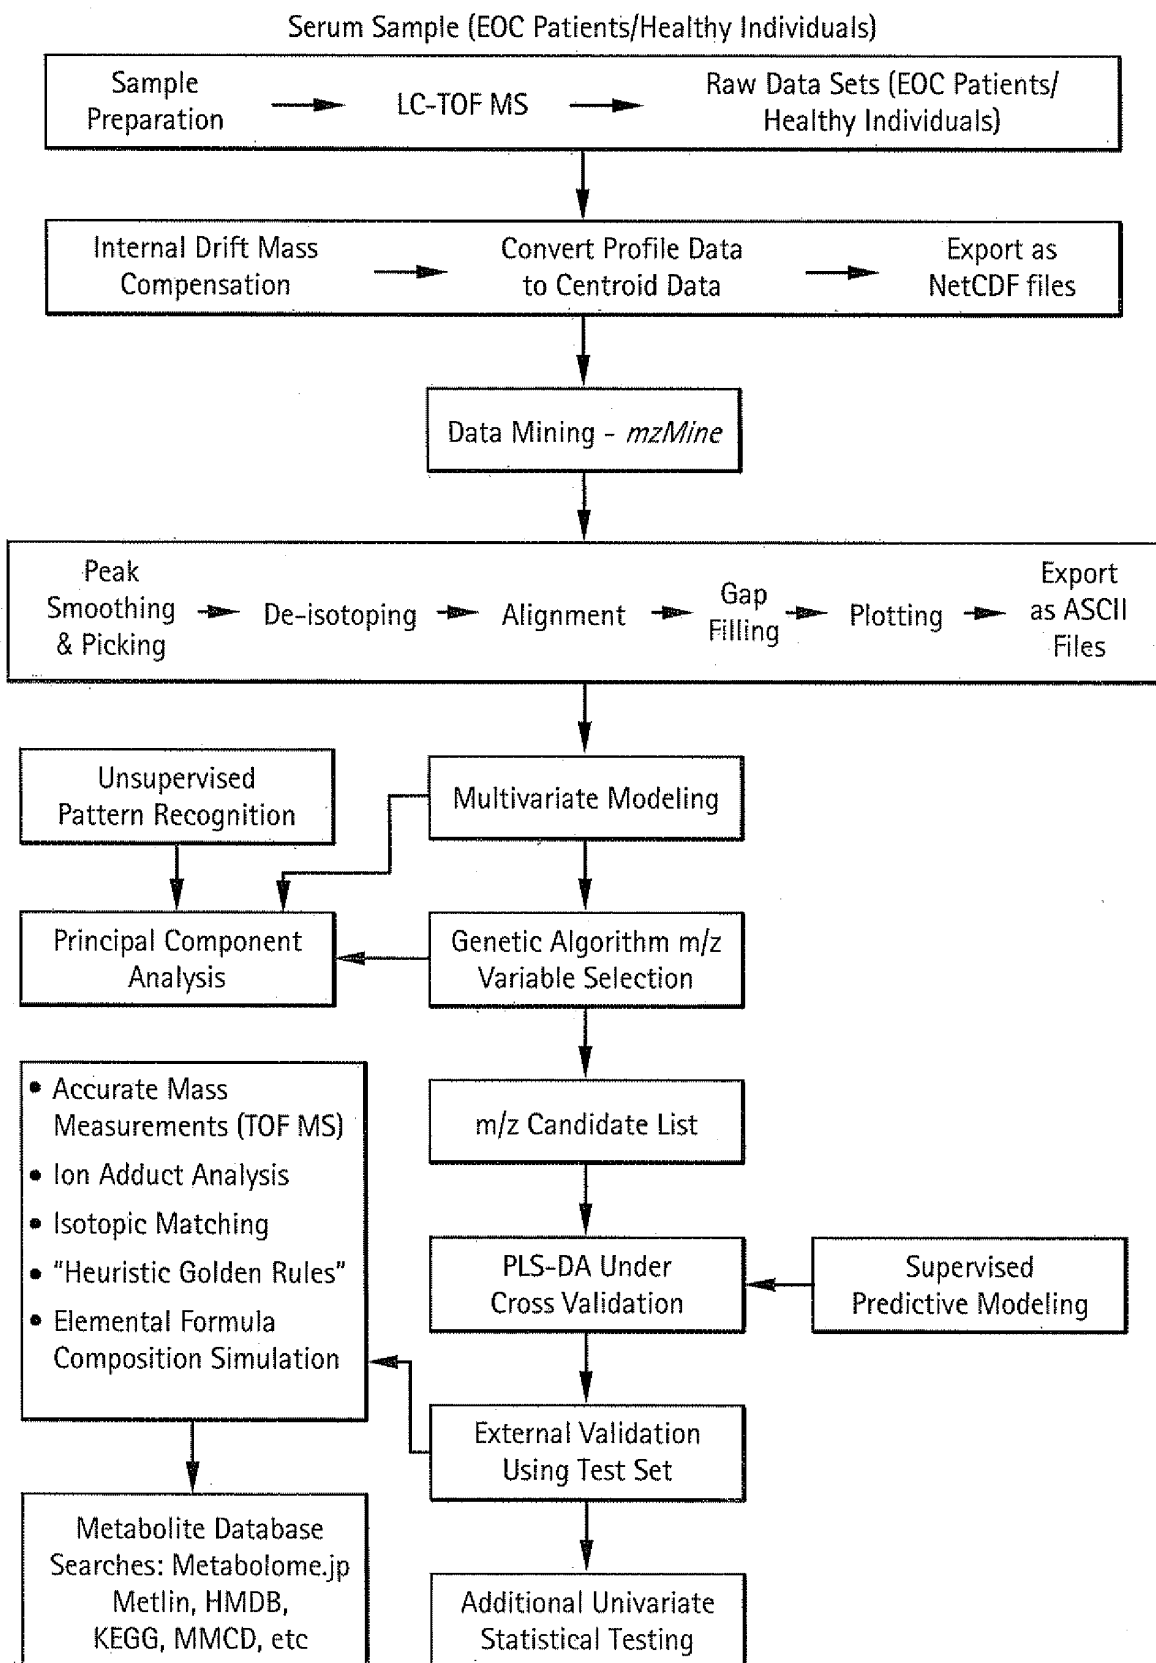 Serum Sample (EOC Patients/Healthy Individuals)
Sample
Preparation
LC-TOF MS
Raw Data Sets (EOC Patients/
Healthy Individuals)
Internal Drift Mass
Compensation
Convert Profile Data
to Centroid Data
Export as
NetCDF files
Data Mining - mzMine
Peak
Smoothing
& Picking
De-isotoping
Alignment
Gap
Filling
Plotting
Export
as ASCII
Files
Unsupervised
Pattern Recognition
Multivariate Modeling
Principal Component
Analysis
Genetic Algorithm m/z
Variable Selection
• Accurate Mass
Measurements (TOF MS)
• Ion Adduct Analysis
• Isotopic Matching
• "Heuristic Golden Rules"
• Elemental Formula
Composition Simulation
m/z Candidate List
PLS-DA Under
Cross Validation
Supervised
Predictive Modeling
External Validation
Using Test Set
Metabolite Database
Searches: Metabolome.jp
Metlin, HMDB,
KEGG, MMCD, etc
Additional Univariate
Statistical Testing